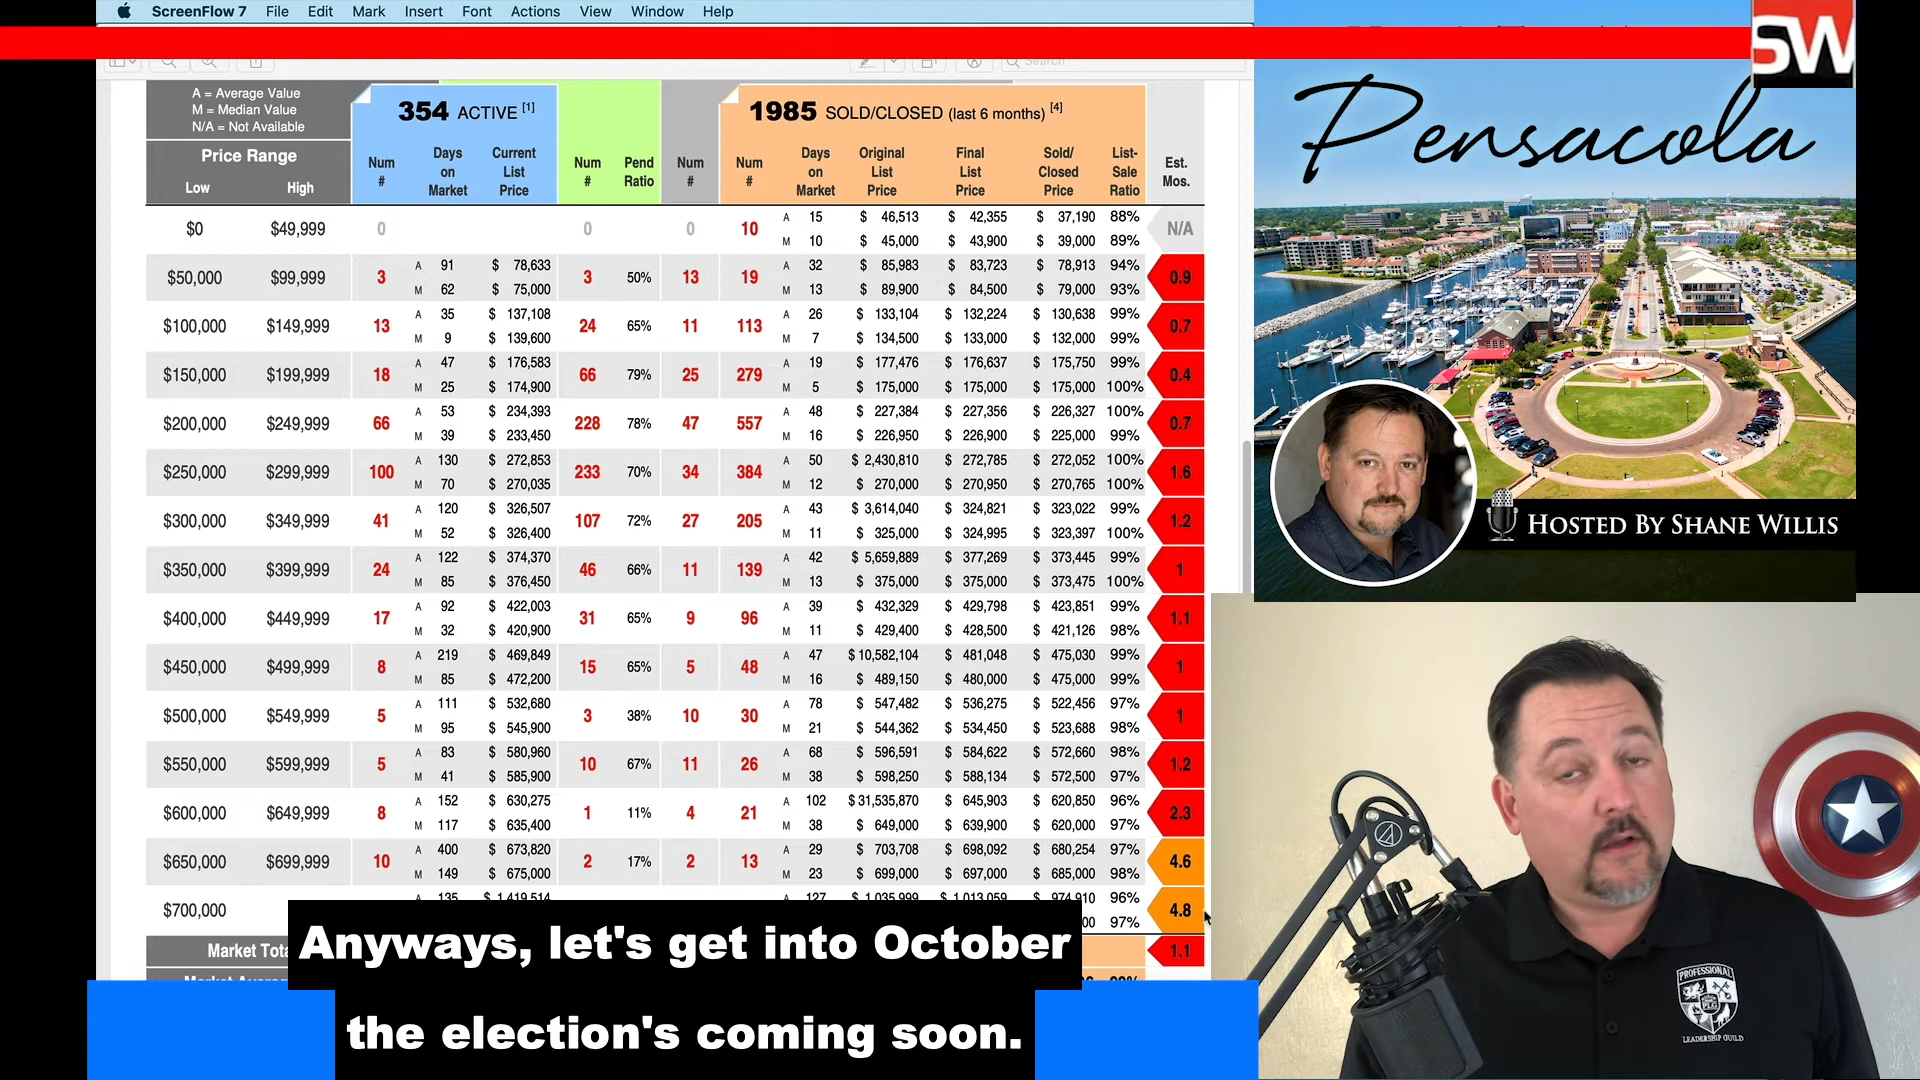 ScreenFlow 7 File Edit Mark Insert Font Actions View Window Help
SW
Search
A = Average Value
M = Median Value
N/A = Not Available
354 ACTIVE [1]
1985 SOLD/CLOSED (last 6 months) [4]
Price Range
Low High
Num # Days on Market Current List Price Num # Pend Ratio Num # Num # Days on Market Original List Price Final List Price Sold/ Closed Price List- Sale Ratio Est. Mos.
$0 $49,999 0 0 0 10 A 15 $ 46,513 $ 42,355 $ 37,190 88% N/A
M 10 $ 45,000 $ 43,900 $ 39,000 89%
$50,000 $99,999 3 A 91 $ 78,633 3 50% 13 19 A 32 $ 85,983 $ 83,723 $ 78,913 94% 0.9
M 62 $ 75,000 M 13 $ 89,900 $ 84,500 $ 79,000 93%
$100,000 $149,999 13 A 35 $ 137,108 24 65% 11 113 A 26 $ 133,104 $ 132,224 $ 130,638 99% 0.7
M 9 $ 139,600 M 7 $ 134,500 $ 133,000 $ 132,000 99%
$150,000 $199,999 18 A 47 $ 176,583 66 79% 25 279 A 19 $ 177,476 $ 176,637 $ 175,750 99% 0.4
M 25 $ 174,900 M 5 $ 175,000 $ 175,000 $ 175,000 100%
$200,000 $249,999 66 A 53 $ 234,393 228 78% 47 557 A 48 $ 227,384 $ 227,356 $ 226,327 100% 0.7
M 39 $ 233,450 M 16 $ 226,950 $ 226,900 $ 225,000 99%
$250,000 $299,999 100 A 130 $ 272,853 233 70% 34 384 A 50 $ 2,430,810 $ 272,785 $ 272,052 100% 1.6
M 70 $ 270,035 M 12 $ 270,000 $ 270,950 $ 270,765 100%
$300,000 $349,999 41 A 120 $ 326,507 107 72% 27 205 A 43 $ 3,614,040 $ 324,821 $ 323,022 99% 1.2
M 52 $ 326,400 M 11 $ 325,000 $ 324,995 $ 323,397 100%
$350,000 $399,999 24 A 122 $ 374,370 46 66% 11 139 A 42 $ 5,659,889 $ 377,269 $ 373,445 99% 1
M 85 $ 376,450 M 13 $ 375,000 $ 375,000 $ 373,475 100%
$400,000 $449,999 17 A 92 $ 422,003 31 65% 9 96 A 39 $ 432,329 $ 429,798 $ 423,851 99% 1.1
M 32 $ 420,900 M 11 $ 429,400 $ 428,500 $ 421,126 98%
$450,000 $499,999 8 A 219 $ 469,849 15 65% 5 48 A 47 $ 10,582,104 $ 481,048 $ 475,030 99% 1
M 85 $ 472,200 M 16 $ 489,150 $ 480,000 $ 475,000 99%
$500,000 $549,999 5 A 111 $ 532,680 3 38% 10 30 A 78 $ 547,482 $ 536,275 $ 522,456 97% 1
M 95 $ 545,900 M 21 $ 544,362 $ 534,450 $ 523,688 98%
$550,000 $599,999 5 A 83 $ 580,960 10 67% 11 26 A 68 $ 596,591 $ 584,622 $ 572,660 98% 1.2
M 41 $ 585,900 M 38 $ 598,250 $ 588,134 $ 572,500 97%
$600,000 $649,999 8 A 152 $ 630,275 1 11% 4 21 A 102 $ 31,535,870 $ 645,903 $ 620,850 96% 2.3
M 117 $ 635,400 M 38 $ 649,000 $ 639,900 $ 620,000 97%
$650,000 $699,999 10 A 400 $ 673,820 2 17% 2 13 A 29 $ 703,708 $ 698,092 $ 680,254 97% 4.6
M 149 $ 675,000 M 23 $ 699,000 $ 697,000 $ 685,000 98%
$700,000 A 135 $ 1,419,514 A 127 $ 1,035,999 $ 1,013,059 $ 974,910 96% 4.8
97%
Market 1.1
Pensacola
HOSTED BY SHANE WILLIS
PROFESSIONAL
PLG
LEADERSHIP GUILD
Anyways, let's get into October
the election's coming soon.